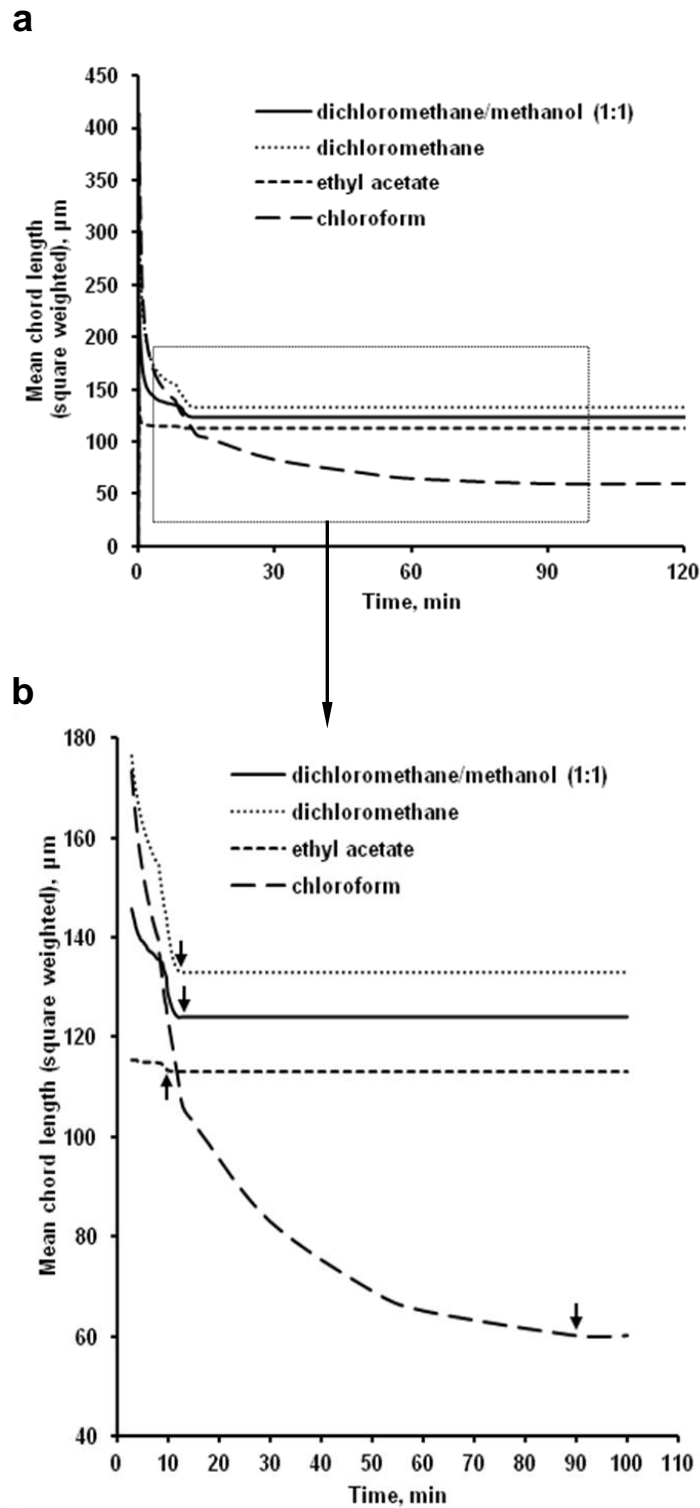 a
Mean chord length
(square weighted), µm
450
400
350
300
250
200
150
100
50
0
dichloromethane/methanol (1:1)
dichloromethane
ethyl acetate
chloroform
0 30 60 90 120
Time, min
b
Mean chord length (square weighted), µm
180
160
140
120
100
80
60
40
dichloromethane/methanol (1:1)
dichloromethane
ethyl acetate
chloroform
0 10 20 30 40 50 60 70 80 90 100 110
Time, min